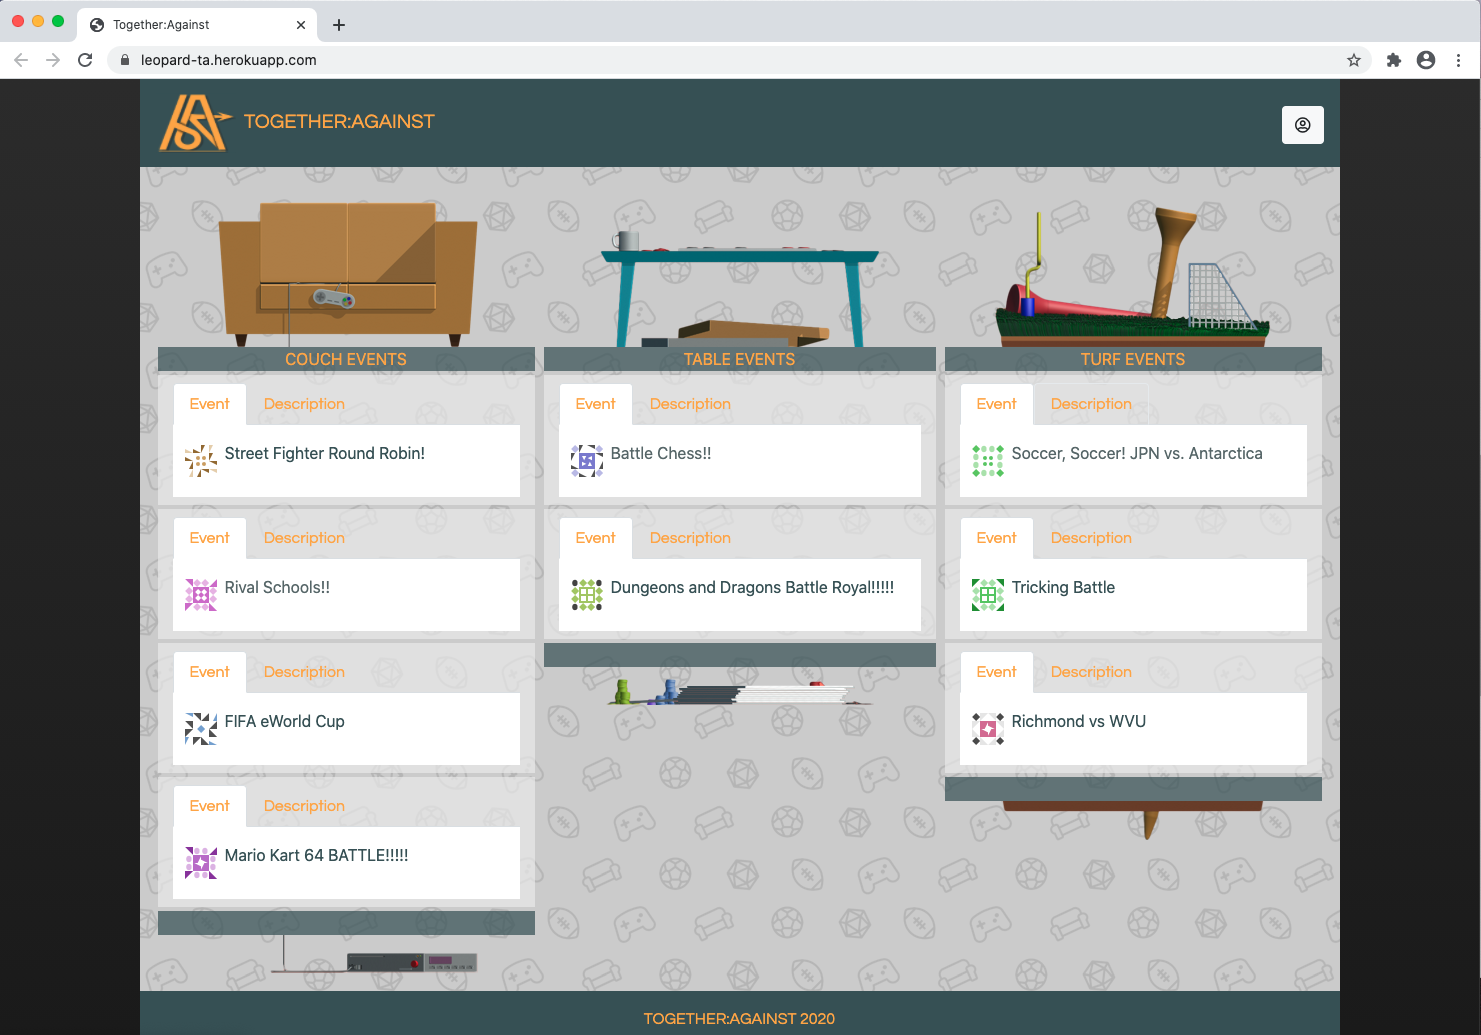 Together:Against
leopard-ta.herokuapp.com
TOGETHER:AGAINST
COUCH EVENTS
Event Description
Street Fighter Round Robin!
Event Description
Rival Schools!!
Event Description
FIFA eWorld Cup
Event Description
Mario Kart 64 BATTLE!!!!!
TABLE EVENTS
Event Description
Battle Chess!!
Event Description
Dungeons and Dragons Battle Royal!!!!!
TURF EVENTS
Event Description
Soccer, Soccer! JPN vs. Antarctica
Event Description
Tricking Battle
Event Description
Richmond vs WVU
TOGETHER:AGAINST 2020